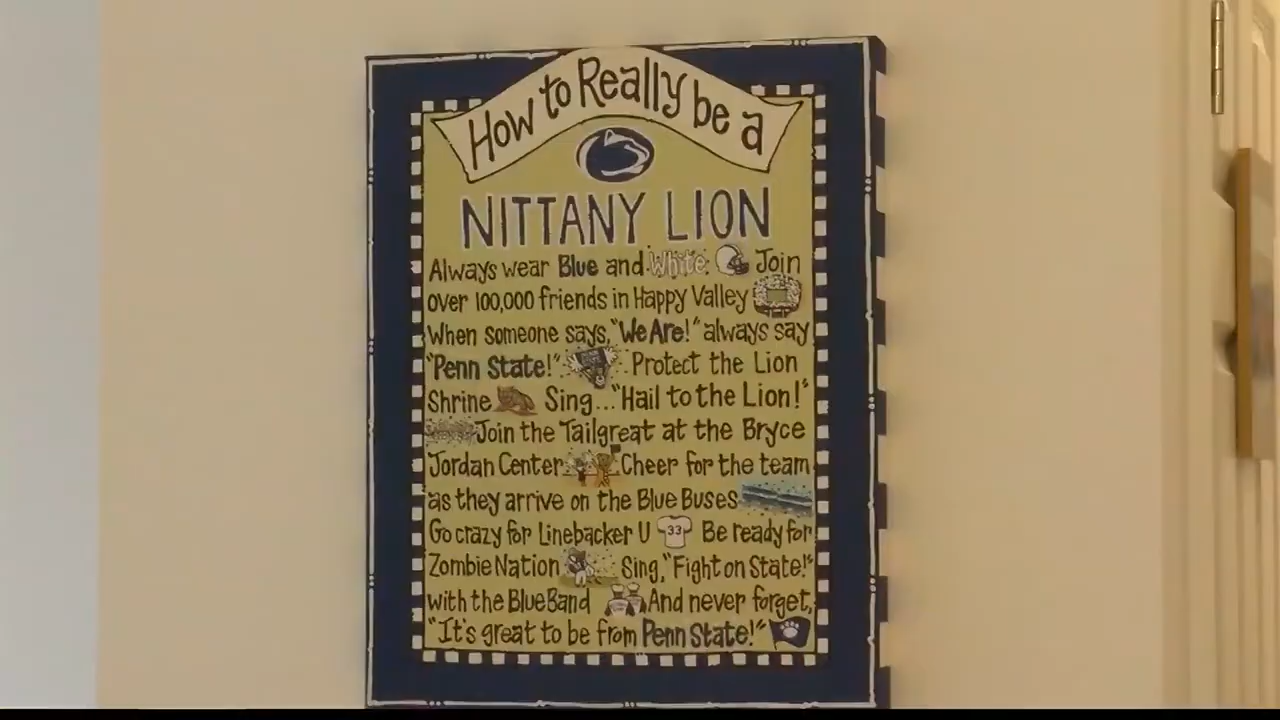 How to Really be a
NITTANY LION
Always wear Blue and White. Join
over 100,000 friends in Happy Valley
When someone says, "We Are!" always say
"Penn State!". Protect the Lion
Shrine Sing..."Hail to the Lion!"
Join the Tailgreat at the Bryce
Jordan Center Cheer for the team
as they arrive on the Blue Buses
Go crazy for Linebacker U 33 Be ready for
Zombie Nation Sing, "Fight on State!"
with the Blue Band And never forget,
"It's great to be from Penn State!"